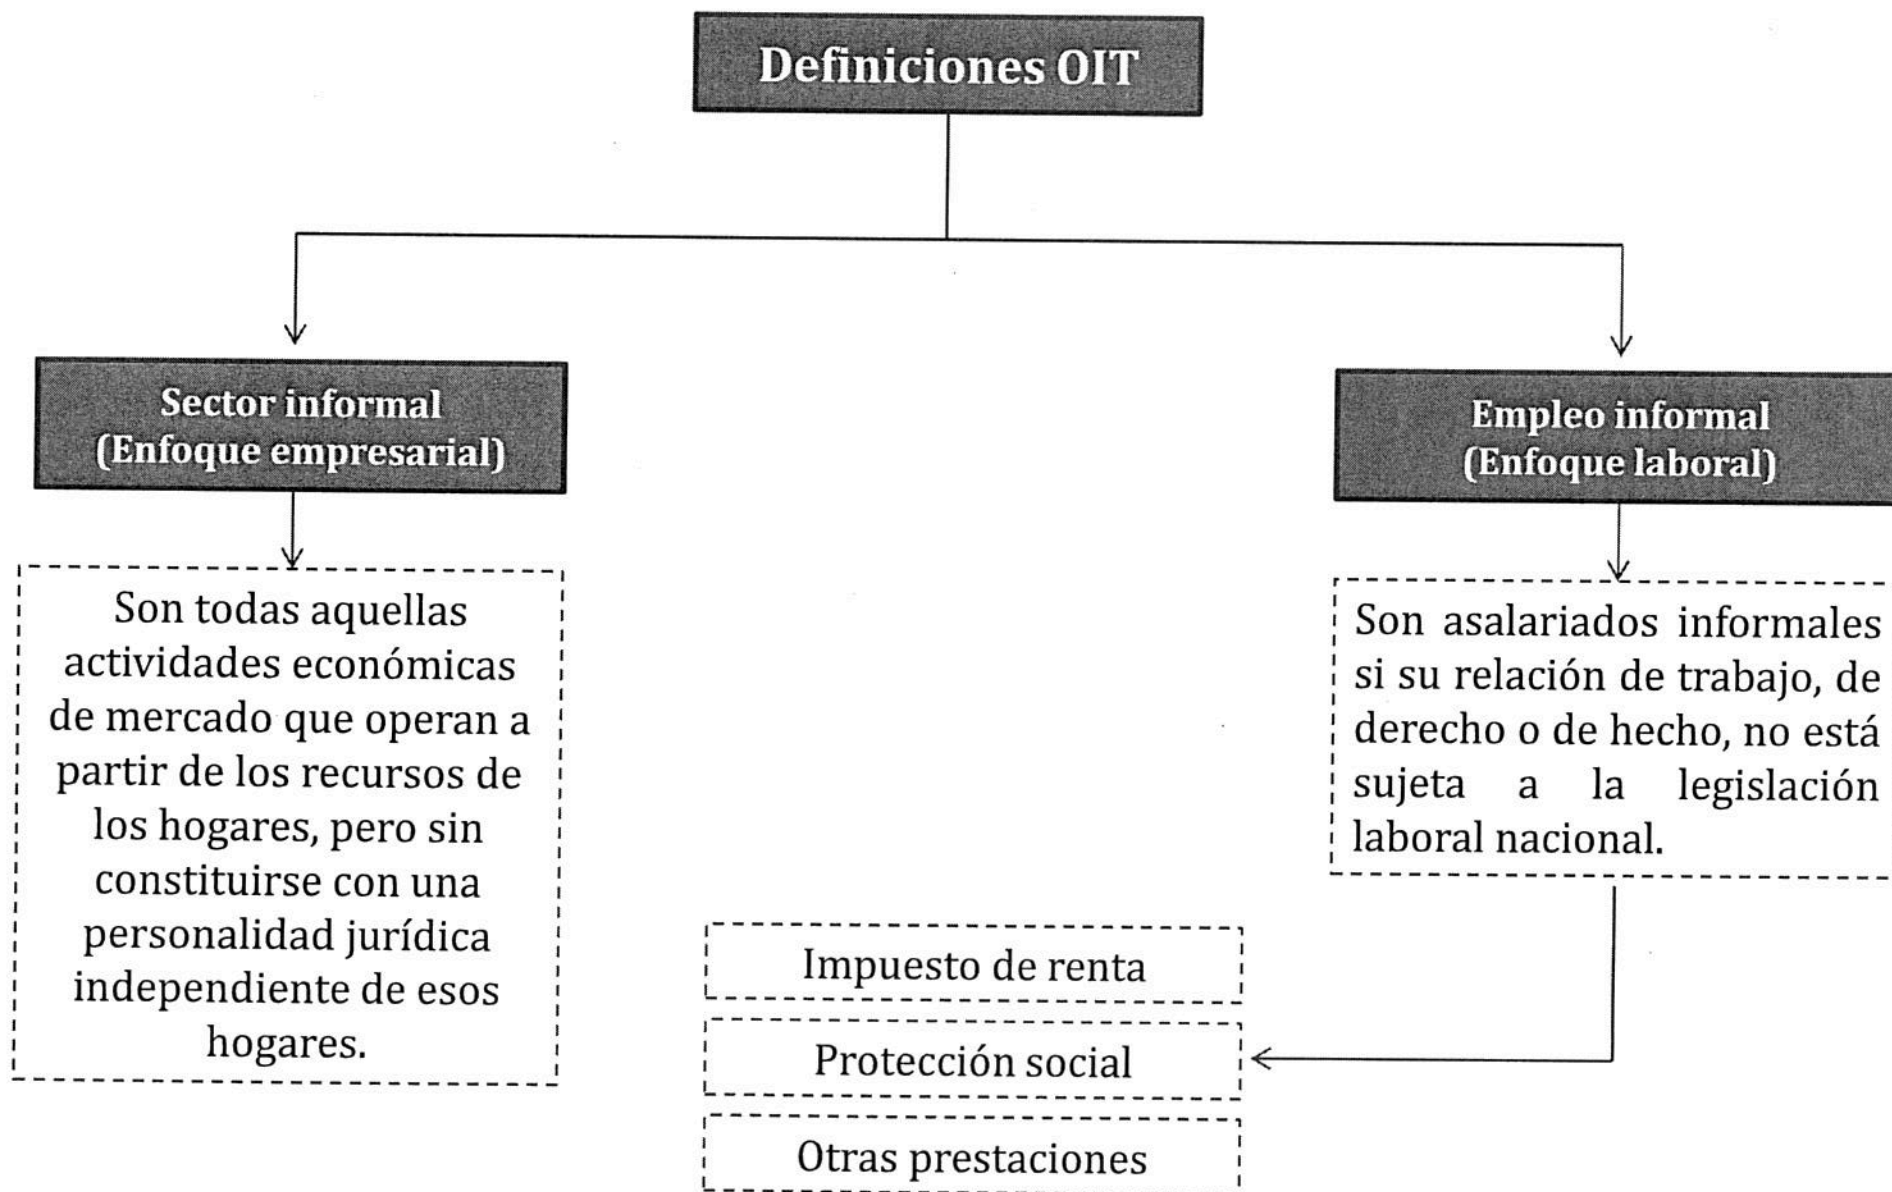 Definiciones OIT
Sector informal
(Enfoque empresarial)
Son todas aquellas
actividades económicas
de mercado que operan a
partir de los recursos de
los hogares, pero sin
constituirse con una
personalidad jurídica
independiente de esos
hogares.
Empleo informal
(Enfoque laboral)
Son asalariados informales
si su relación de trabajo, de
derecho o de hecho, no está
sujeta a la legislación
laboral nacional.
Impuesto de renta
Protección social
Otras prestaciones